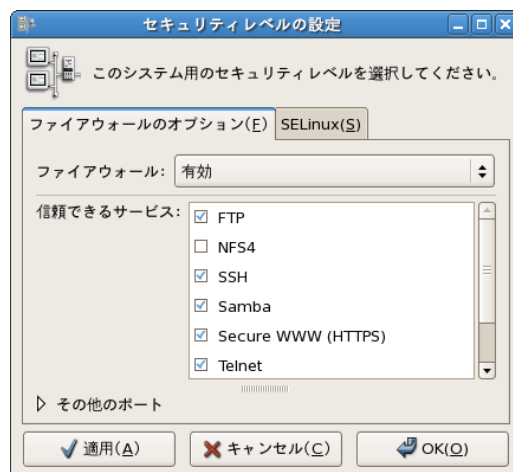 セキュリティレベルの設定
このシステム用のセキュリティレベルを選択してください。
ファイアウォールのオプション(F) SELinux(S)
ファイアウォール: 有効
信頼できるサービス: FTP
NFS4
SSH
Samba
Secure WWW (HTTPS)
Telnet
その他のポート
適用(A) キャンセル(C) OK(O)